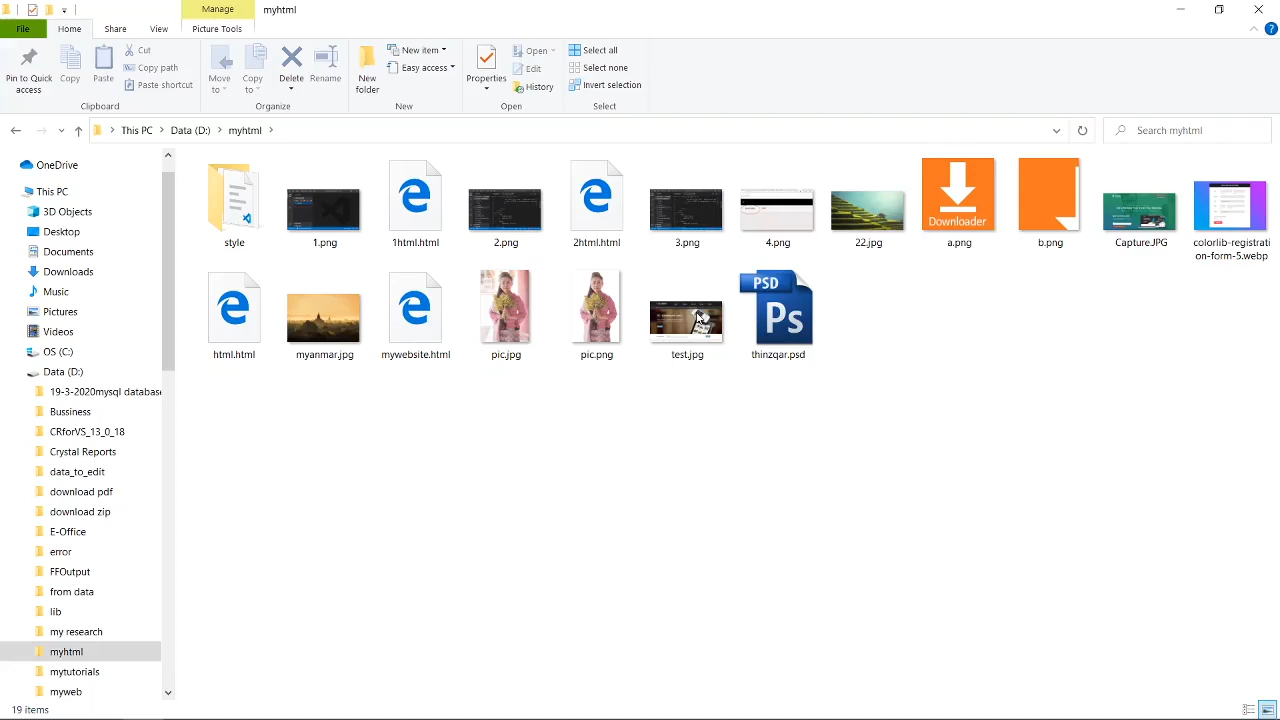 Manage
myhtml
File
Home
Share
View
Picture Tools
Pin to Quick access
Copy
Paste
Cut
Copy path
Paste shortcut
Clipboard
Move to
Copy to
Delete
Rename
Organize
New folder
New item
Easy access
New
Properties
Open
Edit
History
Open
Select all
Select none
Invert selection
Select
This PC
Data (D:)
myhtml
Search myhtml
OneDrive
This PC
3D Objects
Desktop
Documents
Downloads
Music
Pictures
Videos
OS (C:)
Data (D:)
19-3-2020mysql database
Bussiness
CRforVS_13_0_18
Crystal Reports
data_to_edit
download pdf
download zip
E-Office
error
FFOutput
from data
lib
my research
myhtml
mytutorials
myweb
Downloader
style
1.png
1html.html
2.png
2html.html
3.png
4.png
22.jpg
a.png
b.png
Capture.JPG
colorlib-registrati
on-form-5.webp
PSD
Ps
html.html
myanmar.jpg
mywebsite.html
pic.jpg
pic.png
test.jpg
thinzqar.psd
19 items